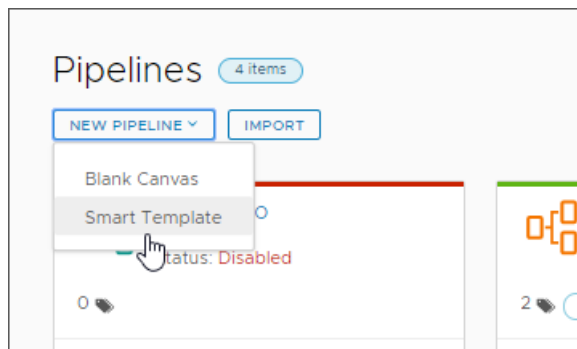 Pipelines 4 items
NEW PIPELINE IMPORT
Blank Canvas
Smart Template
O
tatus: Disabled
0
2